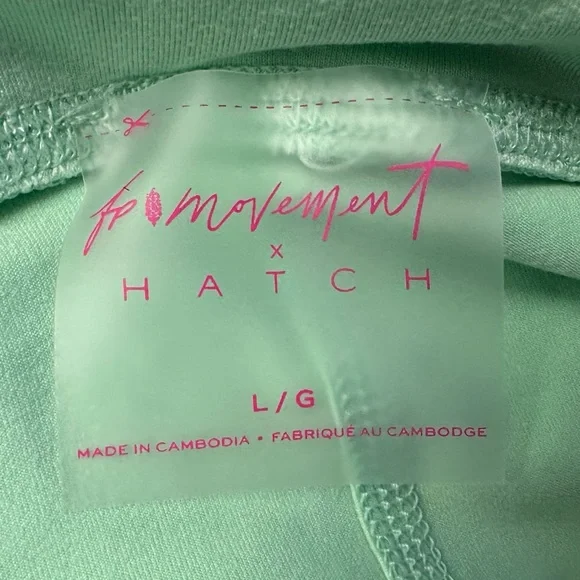 fp movement
x
HATCH
L/G
MADE IN CAMBODIA • FABRIQUÉ AU CAMBODGE